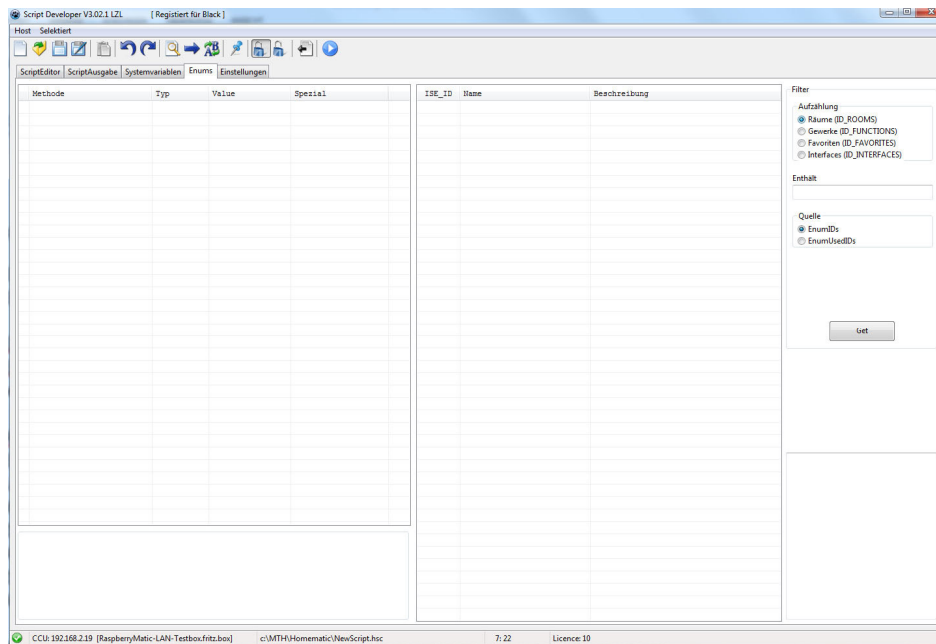 Script Developer V3.02.1 LZL [ Registiert für Black ]
Host Selektiert
ScriptEditor ScriptAusgabe Systemvariablen Enums Einstellungen
Methode Typ Value Spezial
ISE_ID Name Beschreibung
Filter
Aufzählung
Räume (ID_ROOMS)
Gewerke (ID_FUNCTIONS)
Favoriten (ID_FAVORITES)
Interfaces (ID_INTERFACES)
Enthält
Quelle
EnumIDs
EnumUsedIDs
Get
CCU: 192.168.2.19 [RaspberryMatic-LAN-Testbox.fritz.box] c:\MTH\Homematic\NewScript.hsc 7: 22 Licence: 10